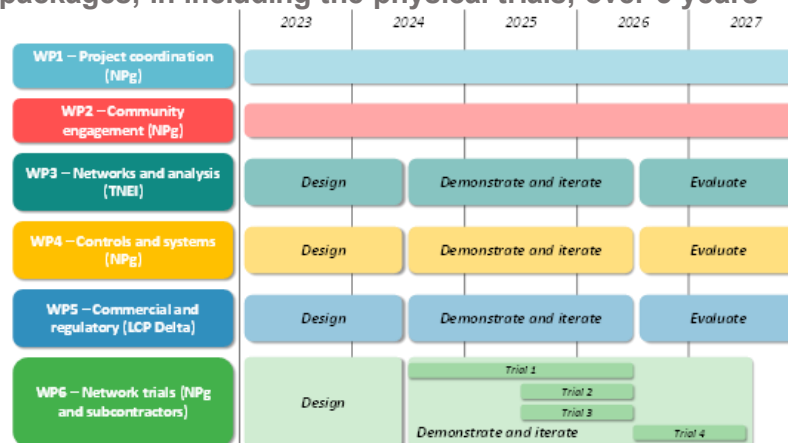 packages, in including the physical trials, over 5 years
2023 2024 2025 2026 2027
WP1 – Project coordination
(NPg)
WP2 – Community
engagement (NPg)
WP3 – Networks and analysis
(TNEI)
Design Demonstrate and iterate Evaluate
WP4 – Controls and systems
(NPg)
Design Demonstrate and iterate Evaluate
WP5 – Commercial and
regulatory (LCP Delta)
Design Demonstrate and iterate Evaluate
WP6 – Network trials (NPg
and subcontractors)
Design
Trial 1
Trial 2
Trial 3
Demonstrate and iterate
Trial 4